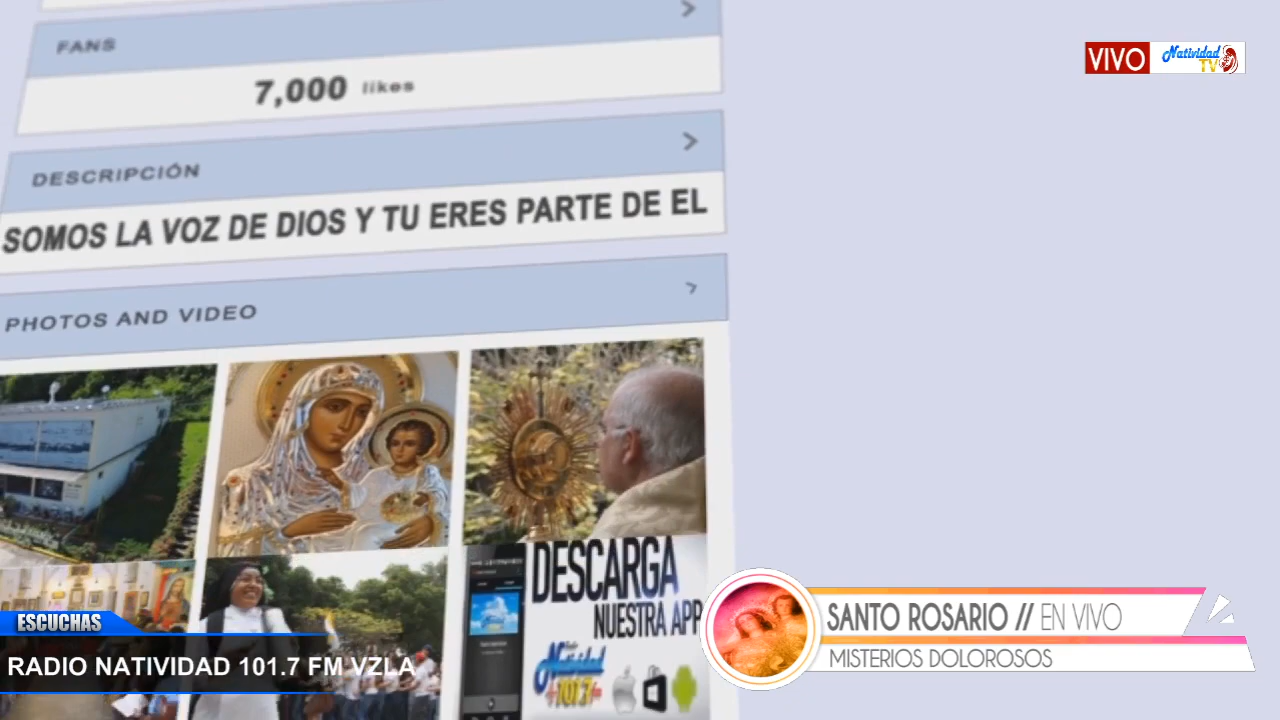 FANS
7,000 likes
VIVO
Natividad
TV
DESCRIPCIÓN
SOMOS LA VOZ DE DIOS Y TU ERES PARTE DE EL
PHOTOS AND VIDEO
DESCARGA
NUESTRA APP
Radio
Natividad
101.7 fm
ESCUCHAS
RADIO NATIVIDAD 101.7 FM VZLA
SANTO ROSARIO // EN VIVO
MISTERIOS DOLOROSOS